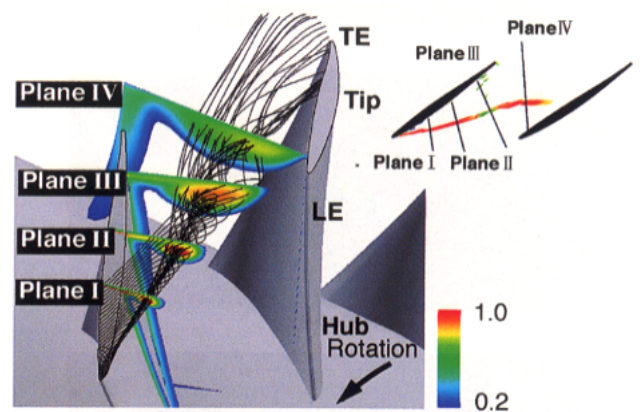 TE
Plane IV
Plane III
Plane IV
Tip
Plane III
Plane I
Plane II
LE
Plane II
Plane I
1.0
Hub
Rotation
0.2